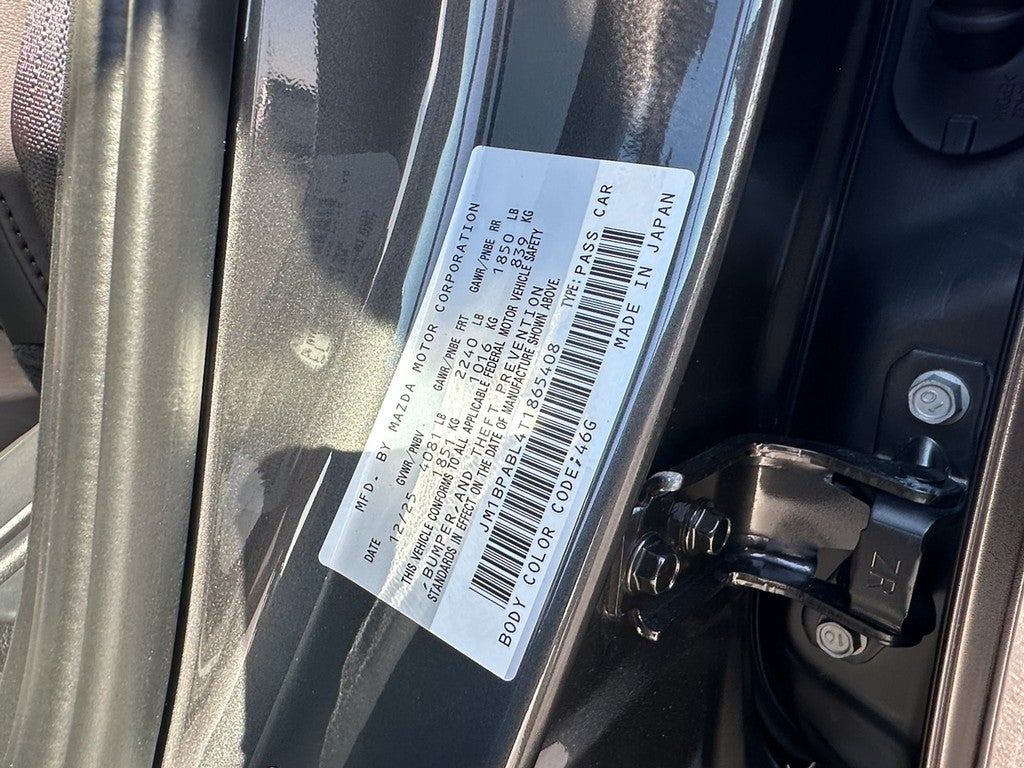 MFD. BY MAZDA MOTOR CORPORATION
DATE GVWR/PNBV. GAWR/PNBE FRT GAWR/PNBE RR
12/25 4081 LB 2240 LB 1850 LB
1851 KG 1016 KG 839 KG
THIS VEHICLE CONFORMS TO ALL APPLICABLE FEDERAL MOTOR VEHICLE SAFETY
,BUMPER,AND THEFT PREVENTION
STANDARDS IN EFFECT ON THE DATE OF MANUFACTURE SHOWN ABOVE.
JM1BPABL4T1865408 TYPE:PASS CAR
BODY COLOR CODE;46G MADE IN JAPAN
10
ZR
10